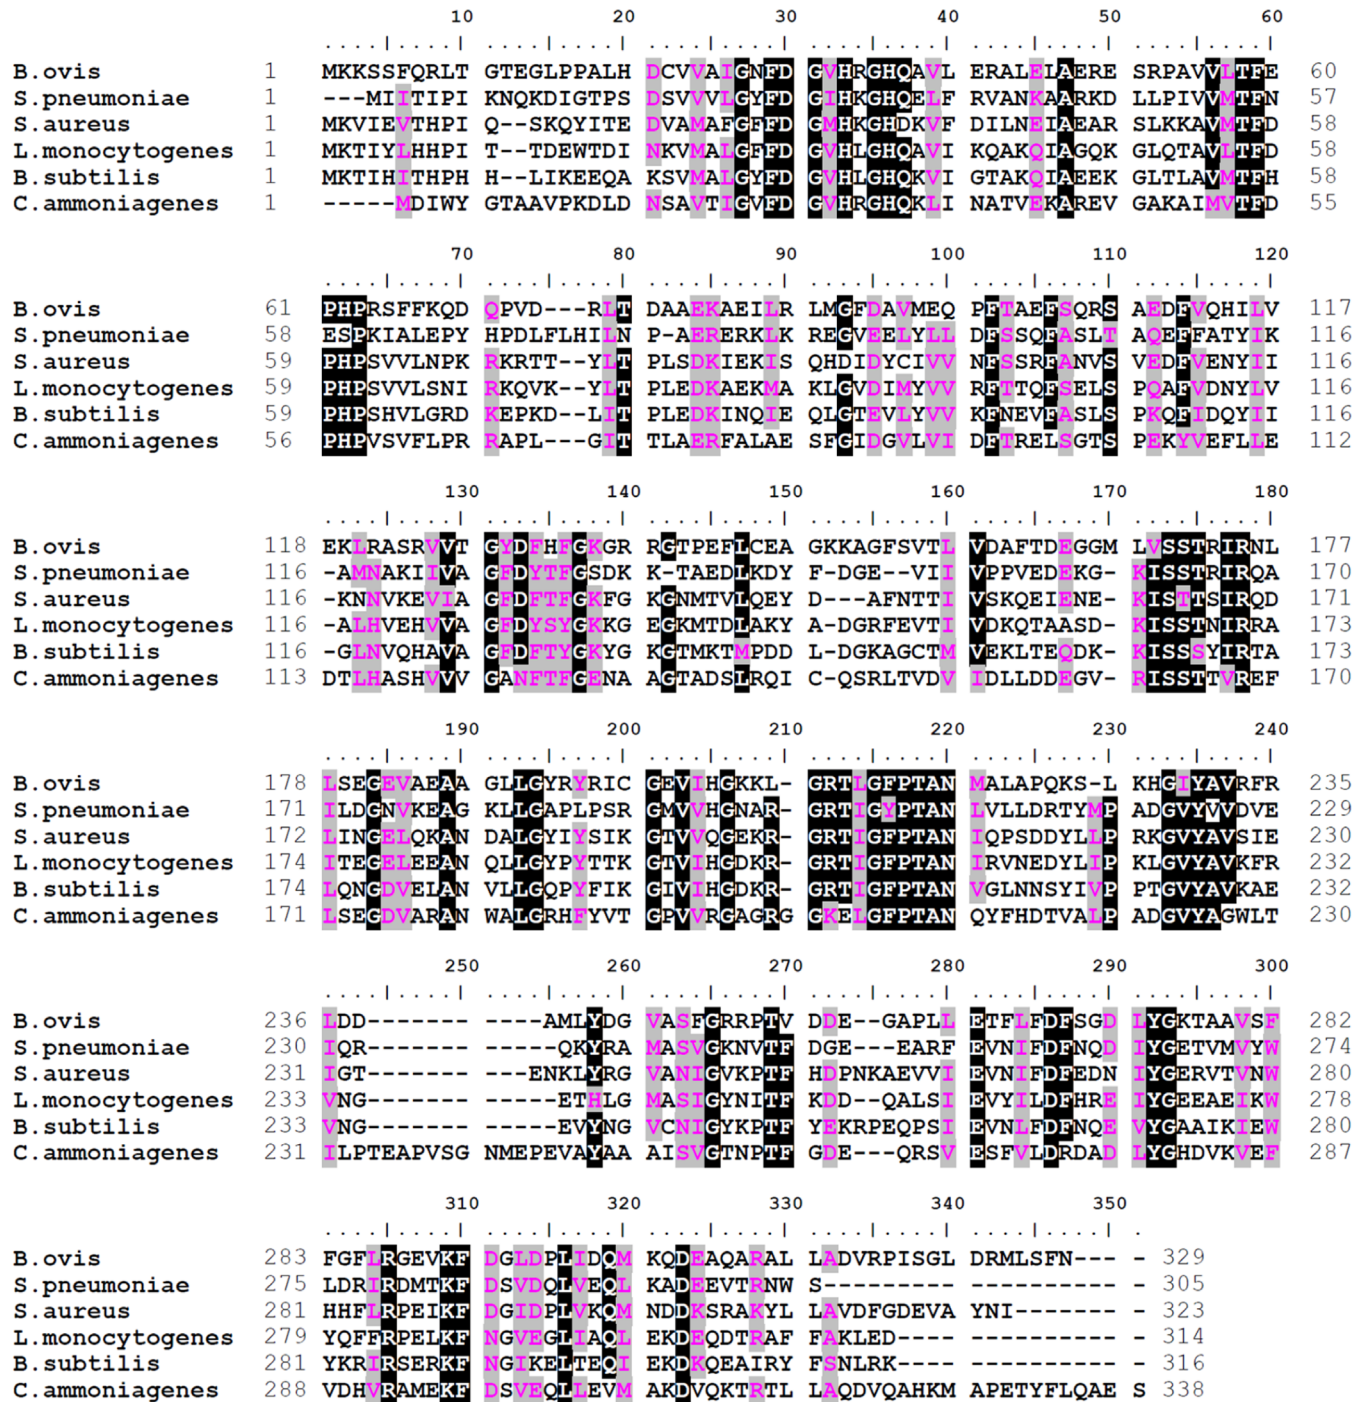 10 20 30 40 50 60
....|....| ....|....| ....|....| ....|....| ....|....| ....|....|
B.ovis 1 MKKSSFQRLT GTEGLPPALH DCVVAIGNFD GVHRGHQAVL ERALELAERE SRPAVVLTFE 60
S.pneumoniae 1 ---MIITIPI KNQKDIGTPS DSVVVLGYFD GIHKGHQELF RVANKAARKD LLPIVVMTFN 57
S.aureus 1 MKVIEVTHPI Q--SKQYITE DVAMAFGFFD GMHKGHDKVF DILNEIAEAR SLKKAVMTFD 58
L.monocytogenes 1 MKTIYLHHPI T--TDEWTDI NKVMALGFFD GVHLGHQAVI KQAKQIAGQK GLQTAVLTFD 58
B.subtilis 1 MKTIHITHPH H--LIKEEQA KSVMALGYFD GVHLGHQKVI GTAKQIAEEK GLTLAVMTFH 58
C.ammoniagenes 1 -----MDIWY GTAAVPKDLD NSAVTIGVFD GVHRGHQKLI NATVEKAREV GAKAIMVTFD 55
70 80 90 100 110 120
....|....| ....|....| ....|....| ....|....| ....|....| ....|....|
B.ovis 61 PHPRSFFKQD QPVD---RLT DAAEKAEILR LMGFDAVMEQ PFTAEFSQRS AEDFVQHILV 117
S.pneumoniae 58 ESPKIALEPY HPDLFLHILN P-AERERKLK REGVEELYLL DFSSQFASLT AQEFFATYIK 116
S.aureus 59 PHPSVVLNPK RKRTT--YLT PLSDKIEKIS QHDIDYCIVV NFSSRFANVS VEDFVENYII 116
L.monocytogenes 59 PHPSVVLSNI RKQVK--YLT PLEDKAEKMA KLGVDIMYVV RFTTQFSELS PQAFVDNYLV 116
B.subtilis 59 PHPSHVLGRD KEPKD--LIT PLEDKINQIE QLGTEVLYVV KFNEVFASLS PKQFIDQYII 116
C.ammoniagenes 56 PHPVSVFLPR RAPL---GIT TLAERFALAE SFGIDGVLVI DFTRELSGTS PEKYVEFLLE 112
130 140 150 160 170 180
....|....| ....|....| ....|....| ....|....| ....|....| ....|....|
B.ovis 118 EKLRASRVVT GYDFHFGKGR RGTPEFLCEA GKKAGFSVTL VDAFTDEGGM LVSSTRIRNL 177
S.pneumoniae 116 -AMNAKIIVA GFDYTFGSDK K-TAEDLKDY F-DGE--VII VPPVEDEKG- KISSTRIRQA 170
S.aureus 116 -KNNVKEVIA GFDFTFGKFG KGNMTVLQEY D---AFNTTI VSKQEIENE- KISTTSIRQD 171
L.monocytogenes 116 -ALHVEHVVA GFDYSYGKKG EGKMTDLAKY A-DGRFEVTI VDKQTAASD- KISSTNIRRA 173
B.subtilis 116 -GLNVQHAVA GFDFTYGKYG KGTMKTMPDD L-DGKAGCTM VEKLTEQDK- KISSSYIRTA 173
C.ammoniagenes 113 DTLHASHVVV GANFTFGENA AGTADSLRQI C-QSRLTVDV IDLLDDEGV- RISSTTVREF 170
190 200 210 220 230 240
....|....| ....|....| ....|....| ....|....| ....|....| ....|....|
B.ovis 178 LSEGEVAEAA GLLGYRYRIC GEVIHGKKL- GRTLGFPTAN MALAPQKS-L KHGIYAVRFR 235
S.pneumoniae 171 ILDGNVKEAG KLLGAPLPSR GMVVHGNAR- GRTIGYPTAN LVLLDRTYMP ADGVYVVDVE 229
S.aureus 172 LINGELQKAN DALGYIYSIK GTVVQGEKR- GRTIGFPTAN IQPSDDYLLP RKGVYAVSIE 230
L.monocytogenes 174 ITEGELEEAN QLLGYPYTTK GTVIHGDKR- GRTIGFPTAN IRVNEDYLIP KLGVYAVKFR 232
B.subtilis 174 LQNGDVELAN VLLGQPYFIK GIVIHGDKR- GRTIGFPTAN VGLNNSYIVP PTGVYAVKAE 232
C.ammoniagenes 171 LSEGDVARAN WALGRHFYVT GPVVRGAGRG GKELGFPTAN QYFHDTVALP ADGVYAGWLT 230
250 260 270 280 290 300
....|....| ....|....| ....|....| ....|....| ....|....| ....|....|
B.ovis 236 LDD------- ----AMLYDG VASFGRRPTV DDE--GAPLL ETFLFDFSGD LYGKTAAVSF 282
S.pneumoniae 230 IQR------- -----QKYRA MASVGKNVTF DGE---EARF EVNIFDFNQD IYGETVMVYW 274
S.aureus 231 IGT------- ---ENKLYRG VANIGVKPTF HDPNKAEVVI EVNIFDFEDN IYGERVTVNW 280
L.monocytogenes 233 VNG------- -----ETHLG MASIGYNITF KDD--QALSI EVYILDFHRE IYGEEAEIKW 278
B.subtilis 233 VNG------- -----EVYNG VCNIGYKPTF YEKRPEQPSI EVNLFDFNQE VYGAAIKIEW 280
C.ammoniagenes 231 ILPTEAPVSG NMEPEVAYAA AISVGTNPTF GDE---QRSV ESFVLDRDAD LYGHDVKVEF 287
310 320 330 340 350
....|....| ....|....| ....|....| ....|....| ....|....| .
B.ovis 283 FGFLRGEVKF DGLDPLIDQM KQDEAQARAL LADVRPISGL DRMLSFN--- - 329
S.pneumoniae 275 LDRIRDMTKF DSVDQLVEQL KADEEVTRNW S--------- ---------- - 305
S.aureus 281 HHFLRPEIKF DGIDPLVKQM NDDKSRAKYL LAVDFGDEVA YNI------- - 323
L.monocytogenes 279 YQFFRPELKF NGVEGLIAQL EKDEQDTRAF FAKLED---- ---------- - 314
B.subtilis 281 YKRIRSERKF NGIKELTEQI EKDKQEAIRY FSNLRK---- ---------- - 316
C.ammoniagenes 288 VDHVRAMEKF DSVEQLLEVM AKDVQKTRTL LAQDVQAHKM APETYFLQAE S 338